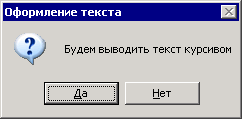 Оформление текста
Будем выводить текст курсивом
Да
Нет